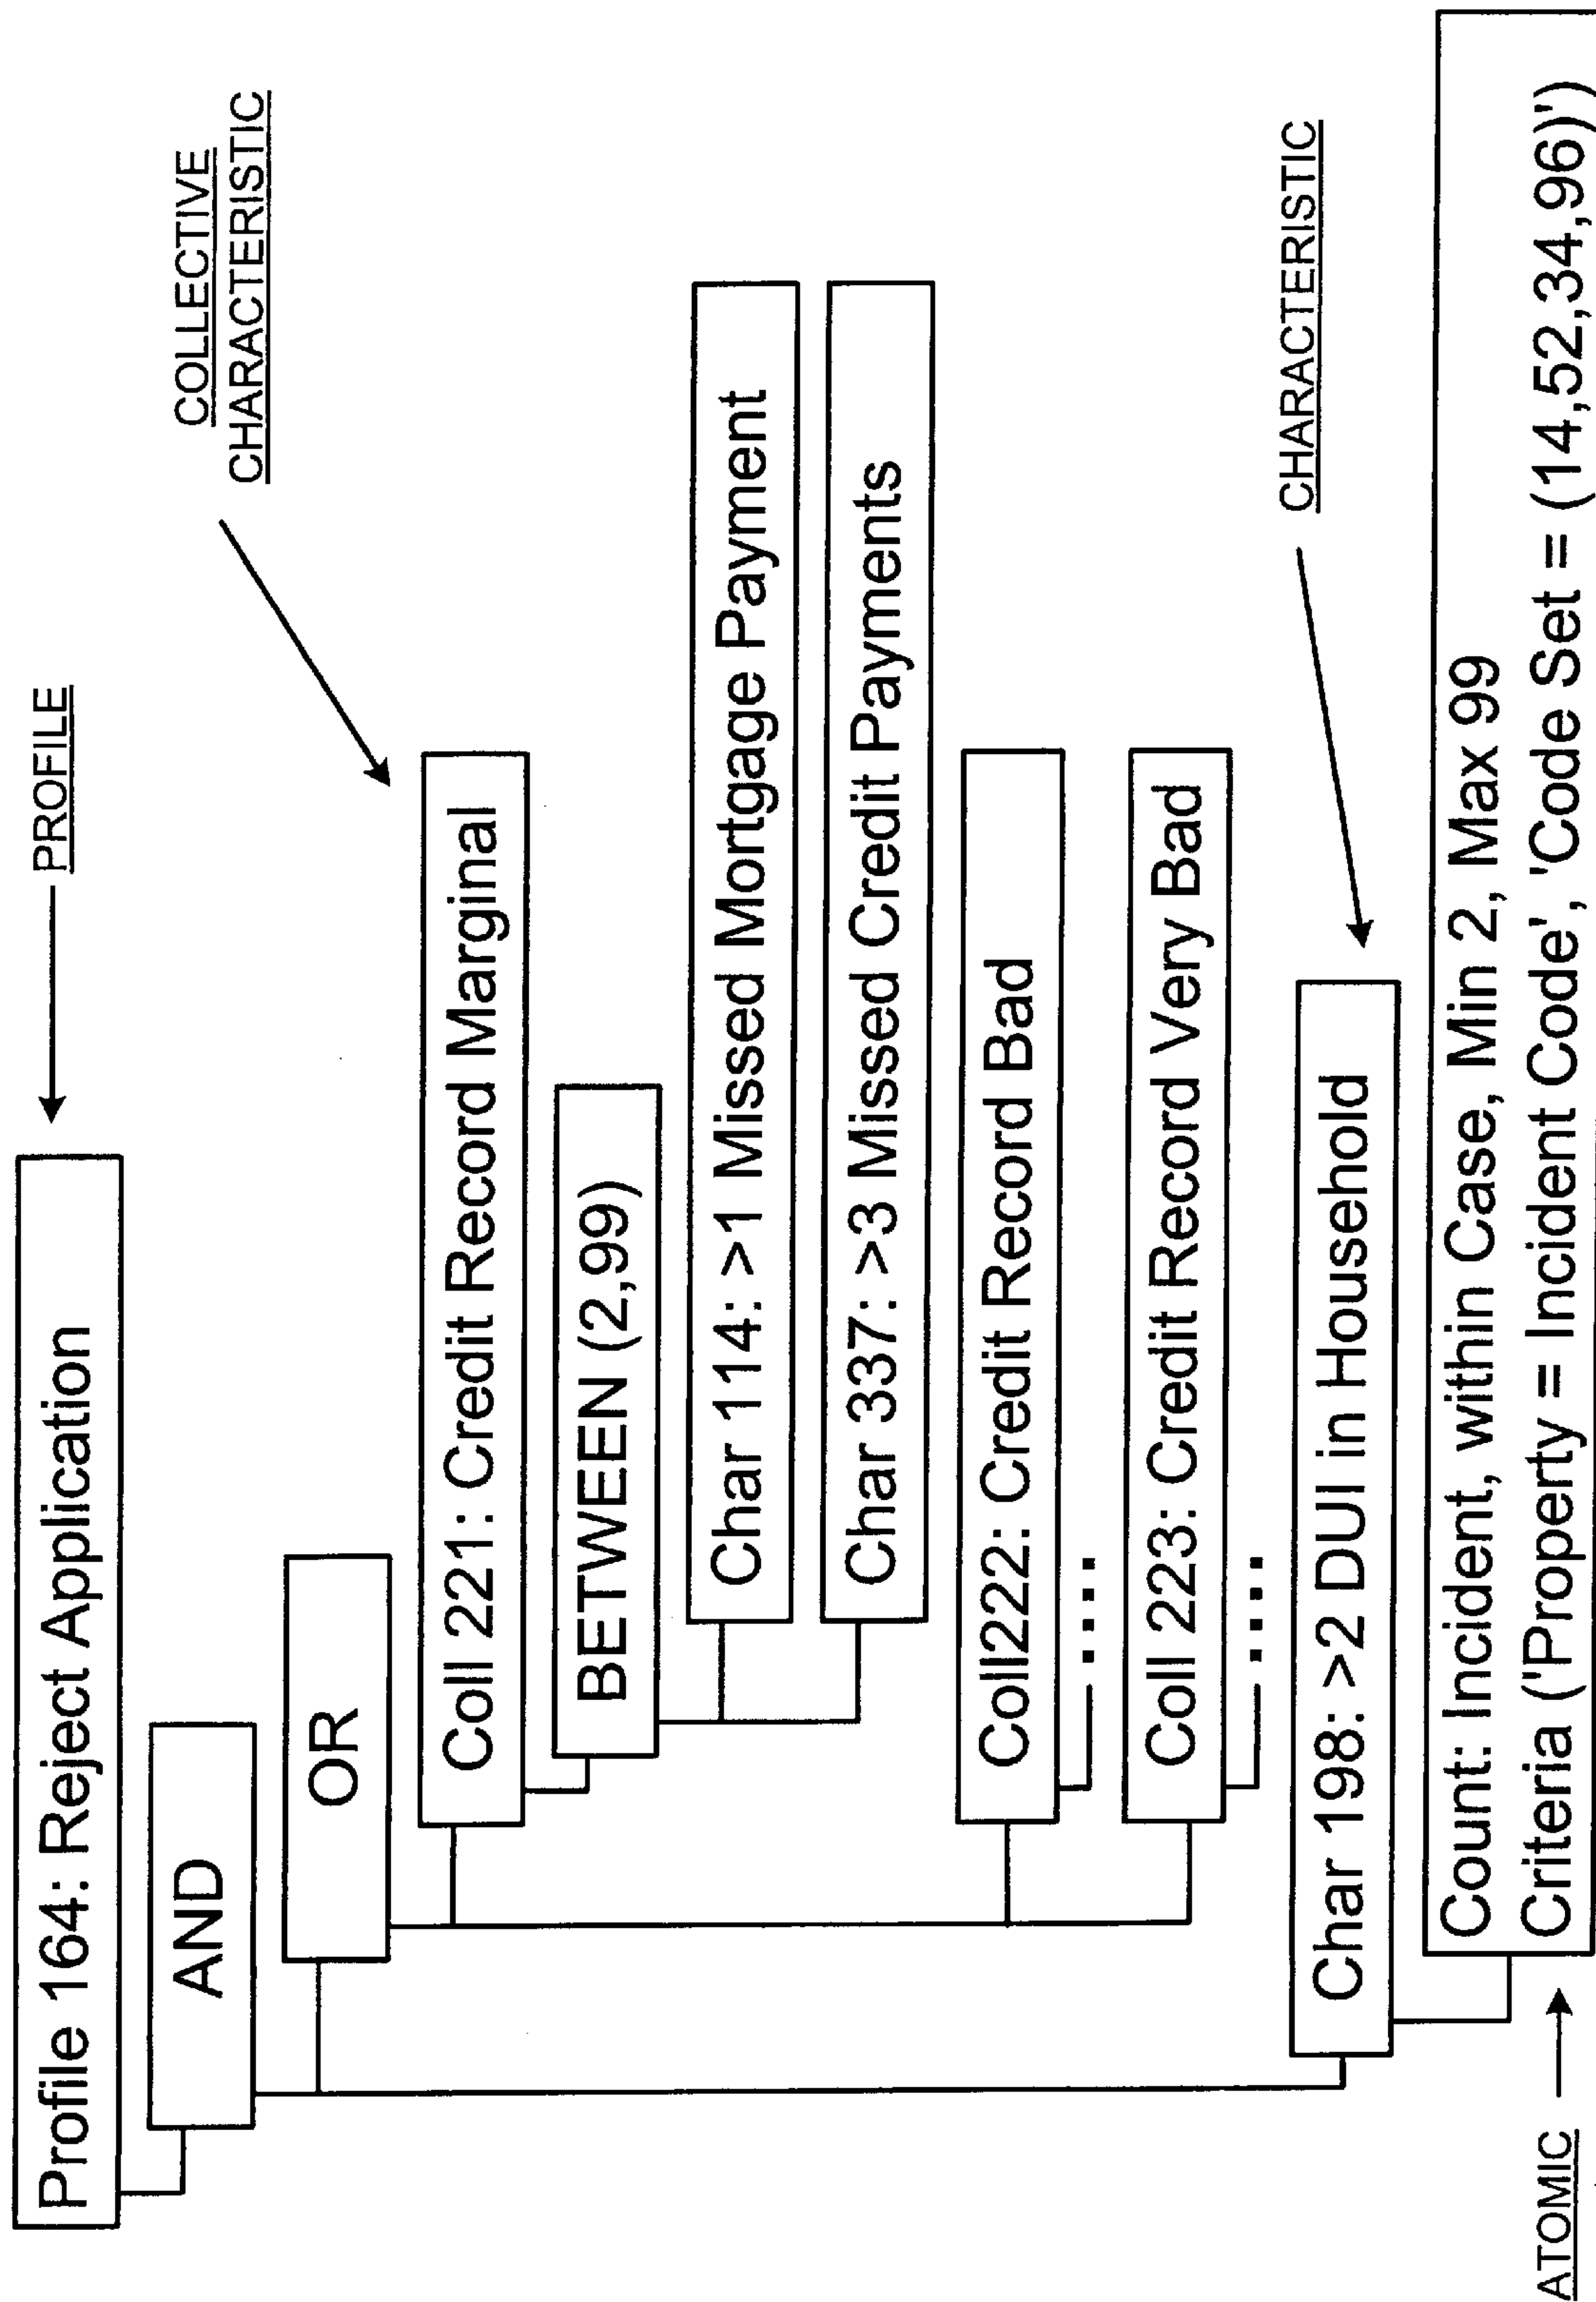 Profile 164: Reject Application
PROFILE
AND
OR
COLLECTIVE
CHARACTERISTIC
Coll 221: Credit Record Marginal
BETWEEN (2,99)
Char 114: >1 Missed Mortgage Payment
Char 337: >3 Missed Credit Payments
Coll222: Credit Record Bad
....
Coll 223: Credit Record Very Bad
....
CHARACTERISTIC
Char 198: >2 DUI in Household
Count: Incident, within Case, Min 2, Max 99
Criteria ('Property = Incident Code', 'Code Set = (14,52,34,96)')
ATOMIC